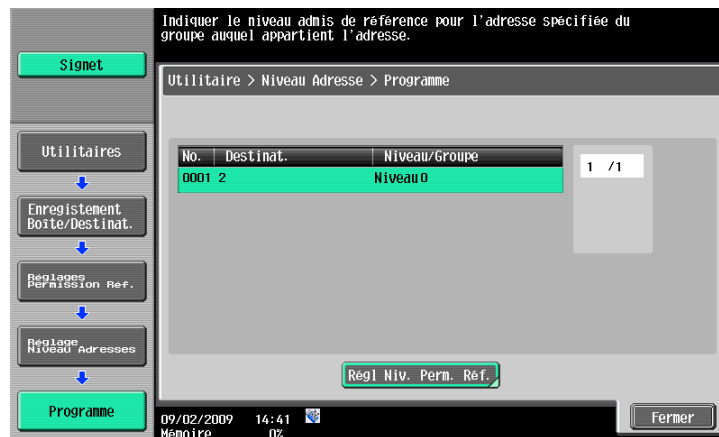 Indiquer le niveau admis de référence pour l'adresse spécifiée du
groupe auquel appartient l'adresse.
Signet
Utilitaire > Niveau Adresse > Programme
Utilitaires
Enregistement
Boîte/Destinat.
Réglages
Permission Réf.
Réglage
Niveau Adresses
Programme
No. Destinat. Niveau/Groupe
0001 2 Niveau 0
1 /1
Régl Niv. Perm. Réf.
09/02/2009 14:41
Mémoire 0%
Fermer